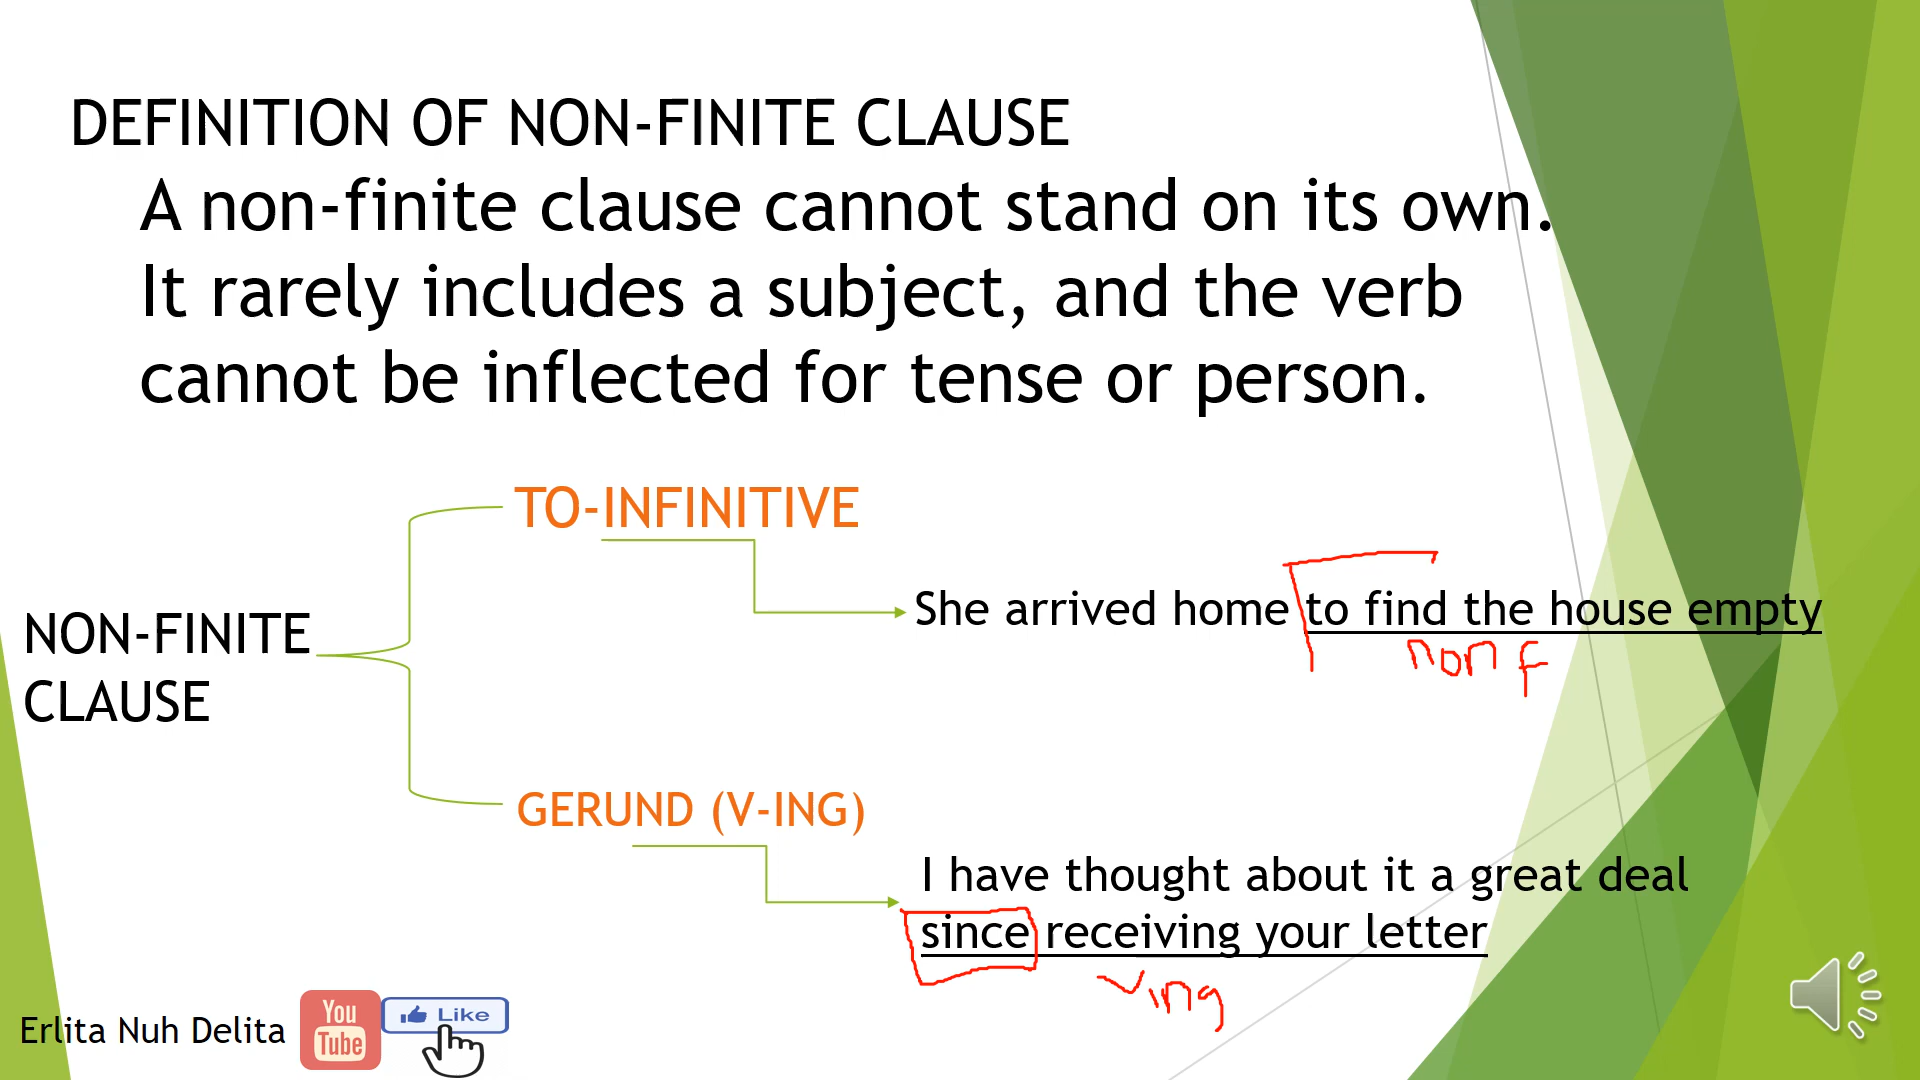 DEFINITION OF NON-FINITE CLAUSE
A non-finite clause cannot stand on its own.
It rarely includes a subject, and the verb
cannot be inflected for tense or person.
TO-INFINITIVE
She arrived home to find the house empty
non f
NON-FINITE
CLAUSE
GERUND (V-ING)
I have thought about it a great deal
since receiving your letter
ving
Erlita Nuh Delita
You
Tube
Like